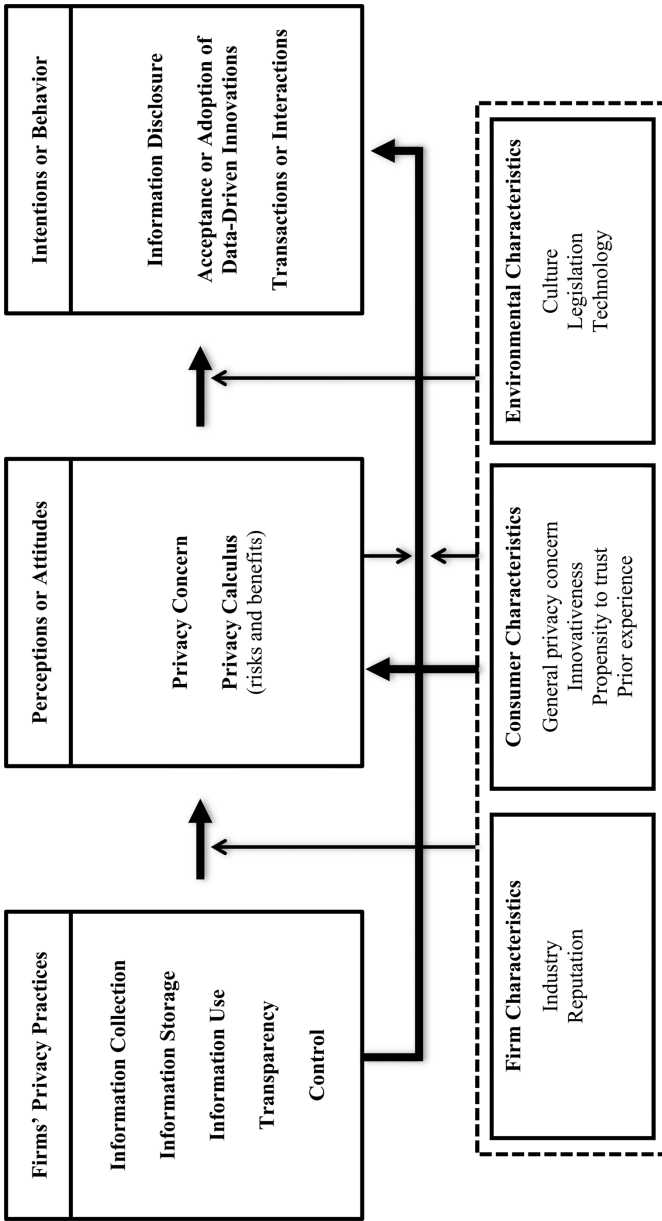 Firms’ Privacy Practices
Information Collection
Information Storage
Information Use
Transparency
Control
Perceptions or Attitudes
Privacy Concern
Privacy Calculus
(risks and benefits)
Intentions or Behavior
Information Disclosure
Acceptance or Adoption of
Data-Driven Innovations
Transactions or Interactions
Firm Characteristics
Industry
Reputation
Consumer Characteristics
General privacy concern
Innovativeness
Propensity to trust
Prior experience
Environmental Characteristics
Culture
Legislation
Technology